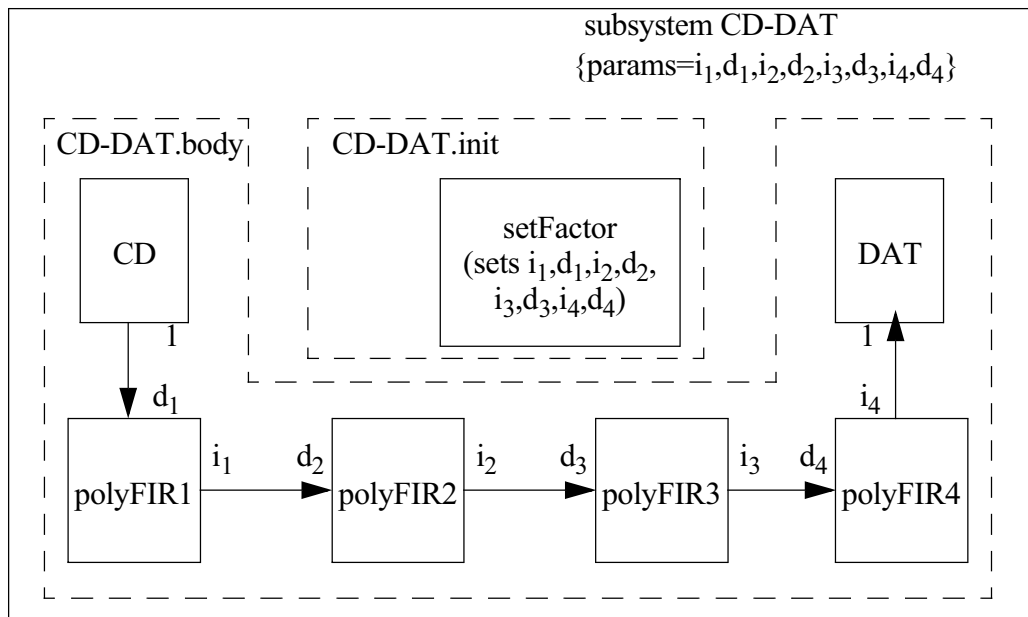 subsystem CD-DAT
{params=i₁,d₁,i₂,d₂,i₃,d₃,i₄,d₄}
CD-DAT.body
CD-DAT.init
CD
setFactor
(sets i₁,d₁,i₂,d₂,
i₃,d₃,i₄,d₄)
DAT
1
1
d₁
i₄
i₁
d₂
i₂
d₃
i₃
d₄
polyFIR1
polyFIR2
polyFIR3
polyFIR4